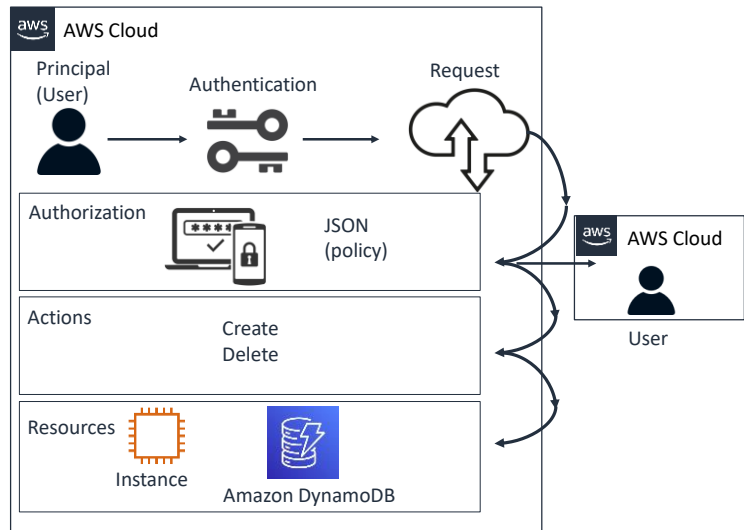 aws
AWS Cloud
Principal
(User)
Authentication
Request
Authorization
****
JSON
(policy)
aws
AWS Cloud
User
Actions
Create
Delete
Resources
Instance
Amazon DynamoDB